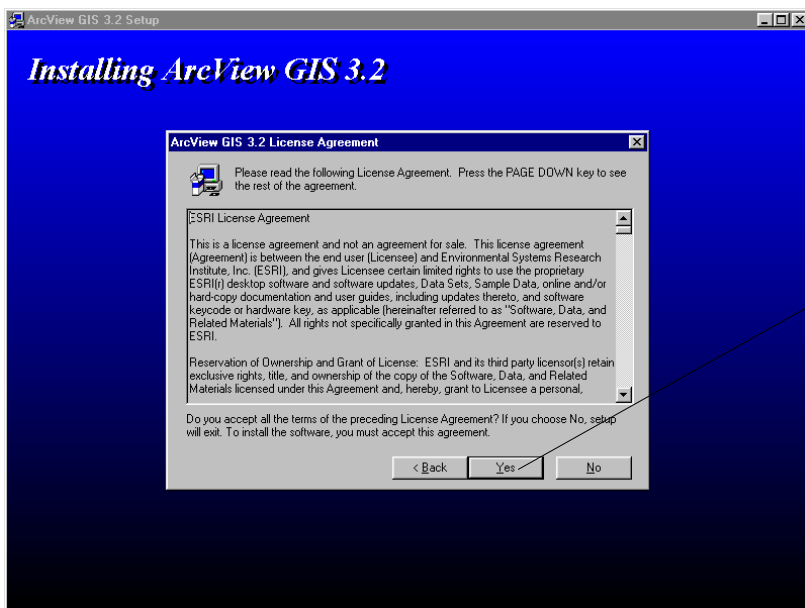 ArcView GIS 3.2 Setup
Installing ArcView GIS 3.2
ArcView GIS 3.2 License Agreement
Please read the following License Agreement. Press the PAGE DOWN key to see
the rest of the agreement.
ESRI License Agreement
This is a license agreement and not an agreement for sale. This license agreement
(Agreement) is between the end user (Licensee) and Environmental Systems Research
Institute, Inc. (ESRI), and gives Licensee certain limited rights to use the proprietary
ESRI(r) desktop software and software updates, Data Sets, Sample Data, online and/or
hard-copy documentation and user guides, including updates thereto, and software
keycode or hardware key, as applicable (hereinafter referred to as "Software, Data, and
Related Materials"). All rights not specifically granted in this Agreement are reserved to
ESRI.
Reservation of Ownership and Grant of License: ESRI and its third party licensor(s) retain
exclusive rights, title, and ownership of the copy of the Software, Data, and Related
Materials licensed under this Agreement and, hereby, grant to Licensee a personal,
Do you accept all the terms of the preceding License Agreement? If you choose No, setup
will exit. To install the software, you must accept this agreement.
< Back Yes No